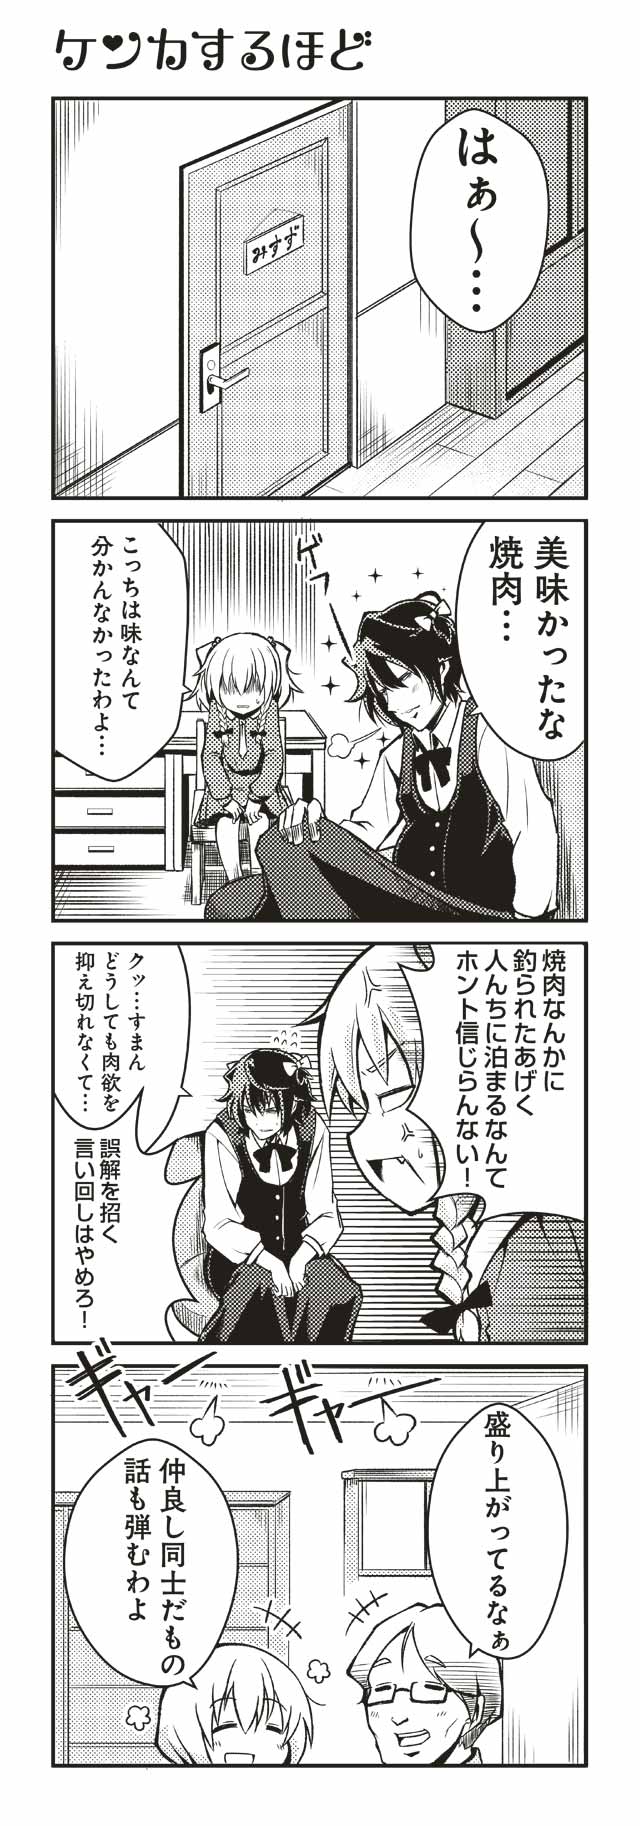 ケンカするほど
はぁ〜…
みすず
美味かったな
焼肉…
ゲフ
こっちは味なんて
分かんなかったわよ…
焼肉なんかに
釣られたあげく
人んちに泊まるなんて
ホント信じらんない！
クッ…すまん
どうしても肉欲を
抑え切れなくて…
誤解を招く
言い回しはやめろ！
ギャー
ギャー
盛り上がってるなぁ
仲良し同士だもの
話も弾むわよ